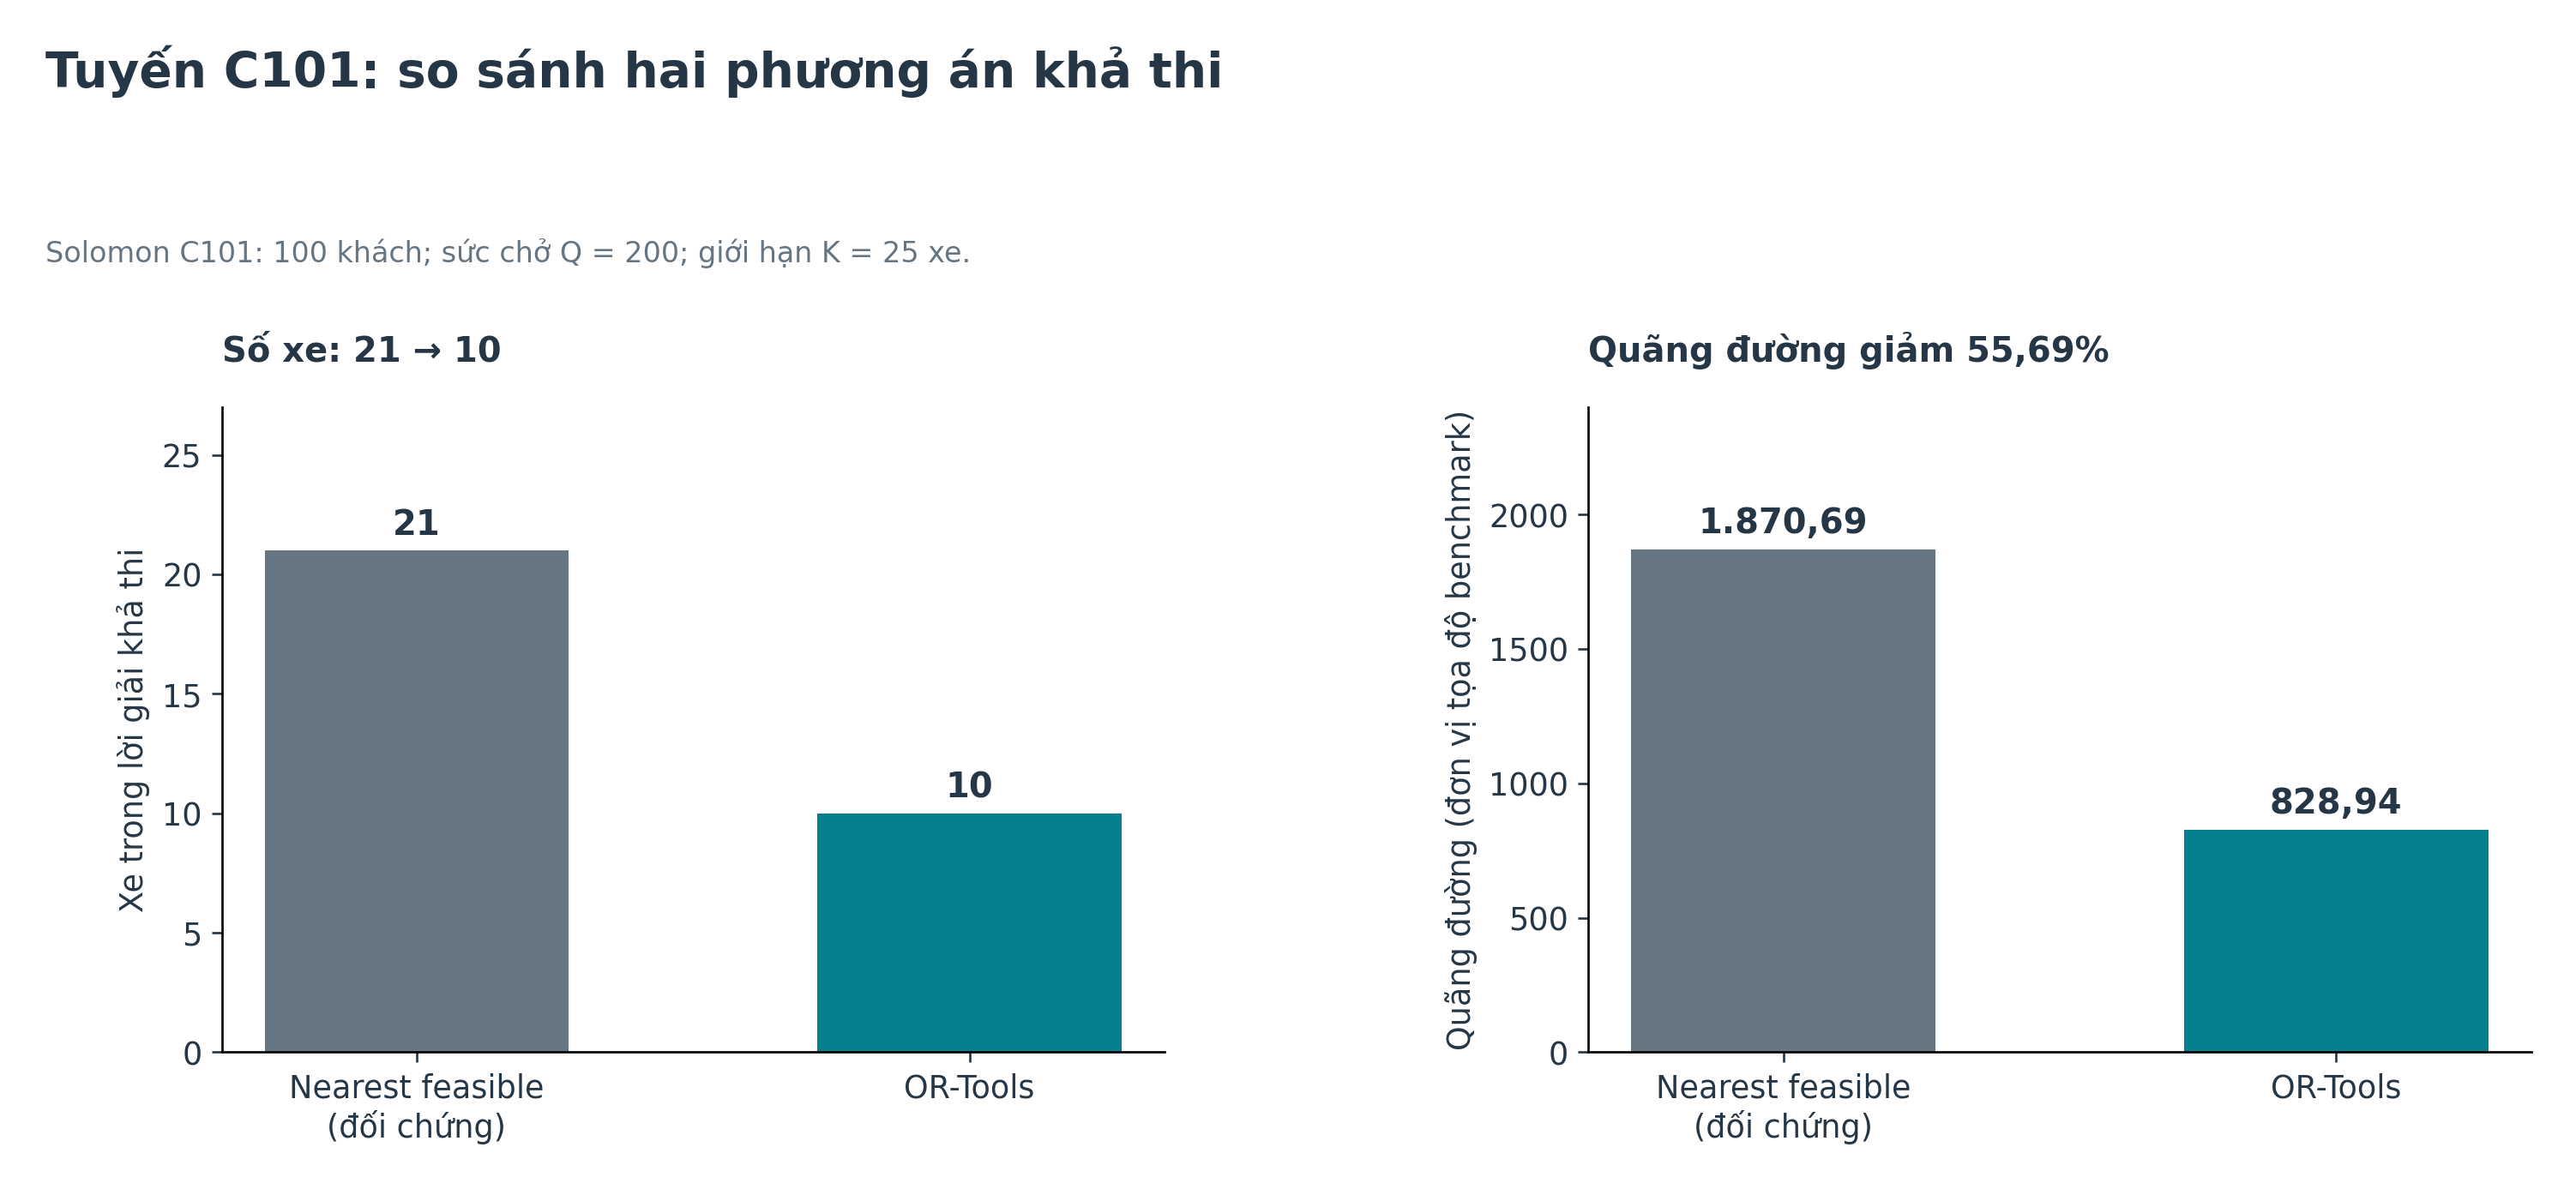 Tuyến C101: so sánh hai phương án khả thi
Solomon C101: 100 khách; sức chở Q = 200; giới hạn K = 25 xe.
Số xe: 21 → 10
Xe trong lời giải khả thi
25
20
15
10
5
0
21
10
Nearest feasible
(đối chứng)
OR-Tools
Quãng đường giảm 55,69%
Quãng đường (đơn vị tọa độ benchmark)
2000
1500
1000
500
0
1.870,69
828,94
Nearest feasible
(đối chứng)
OR-Tools